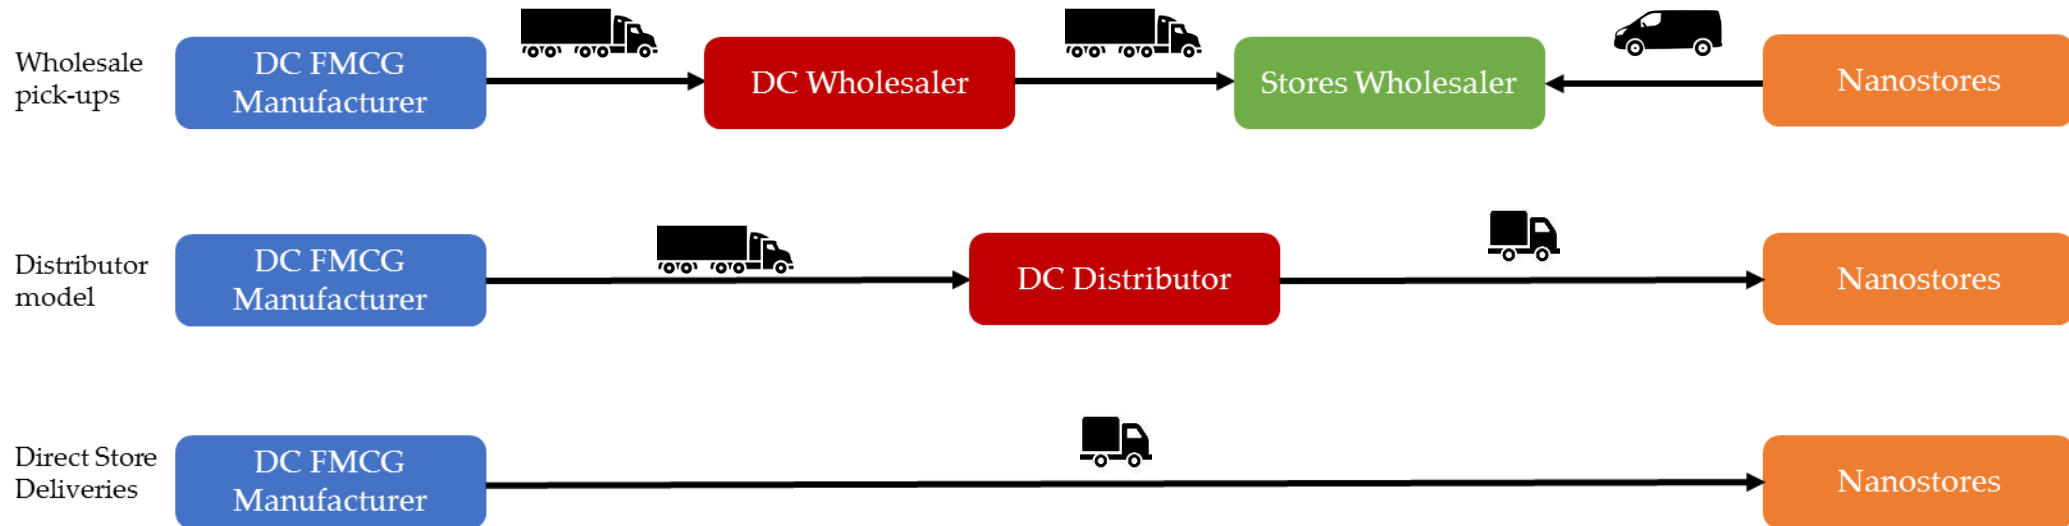 Wholesale
pick-ups
DC FMCG
Manufacturer
DC Wholesaler
Stores Wholesaler
Nanostores
Distributor
model
DC FMCG
Manufacturer
DC Distributor
Nanostores
Direct Store
Deliveries
DC FMCG
Manufacturer
Nanostores